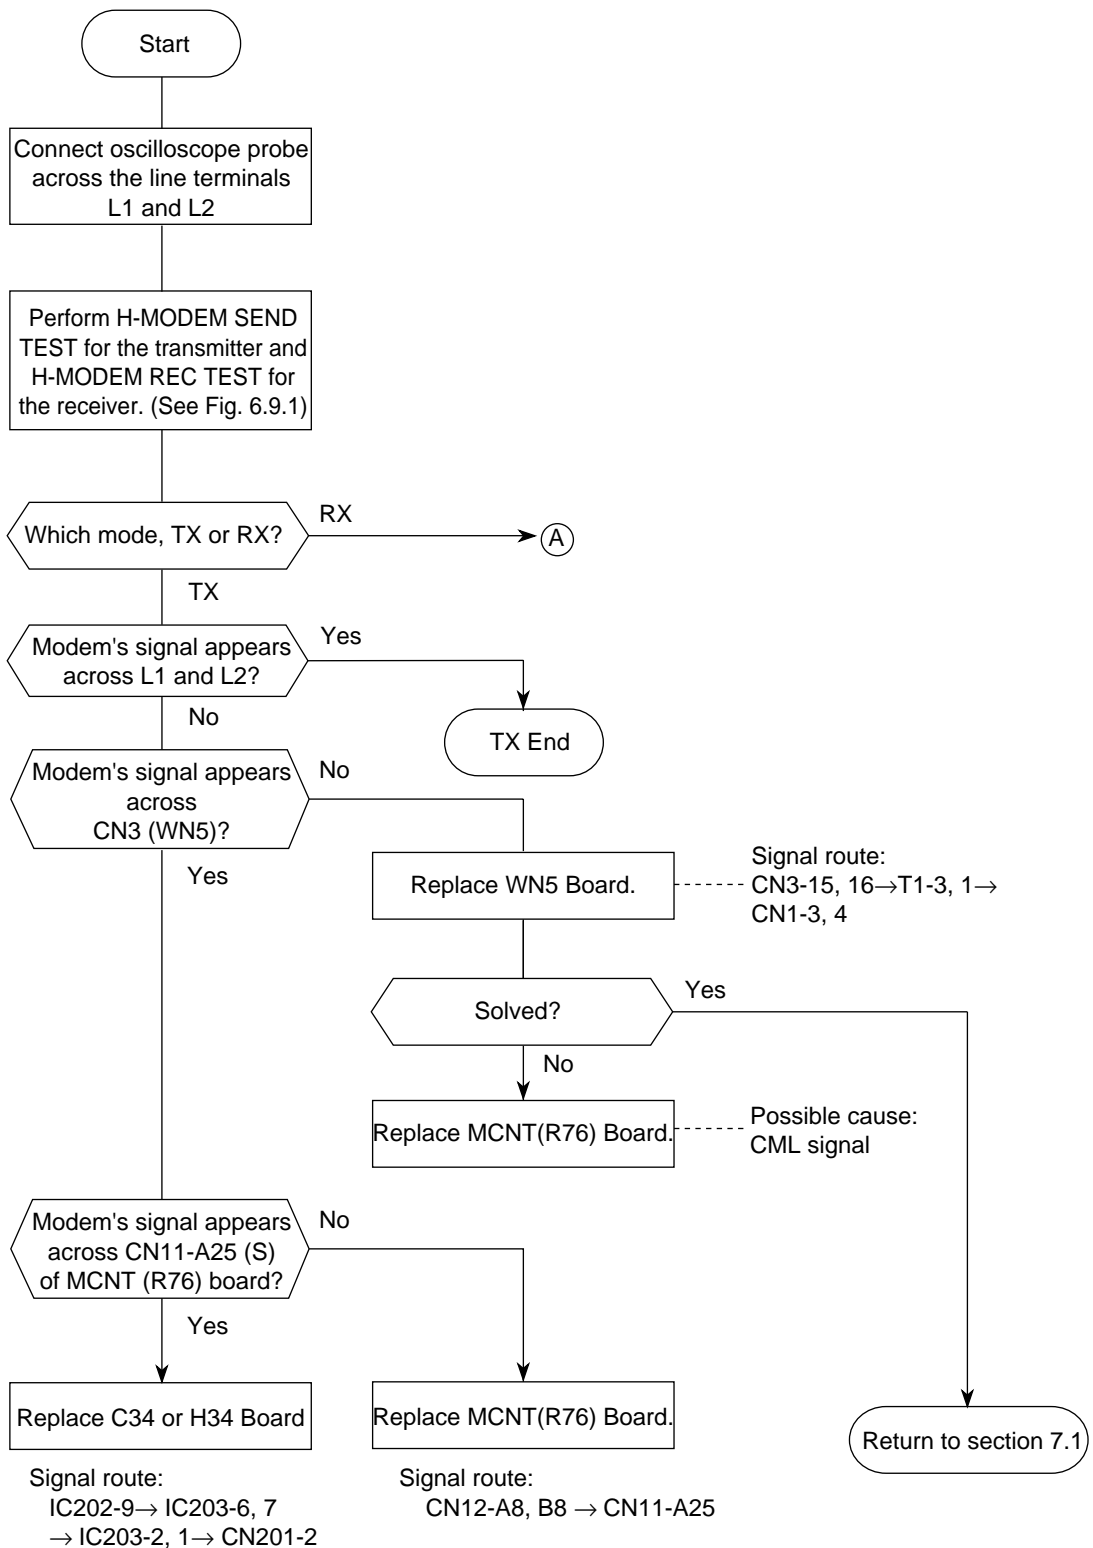 Start
Connect oscilloscope probe
across the line terminals
L1 and L2
Perform H-MODEM SEND
TEST for the transmitter and
H-MODEM REC TEST for
the receiver. (See Fig. 6.9.1)
Which mode, TX or RX?
RX
A
TX
Modem's signal appears
across L1 and L2?
Yes
TX End
No
Modem's signal appears
across
CN3 (WN5)?
No
Yes
Replace WN5 Board.
Signal route:
CN3-15, 16→T1-3, 1→
CN1-3, 4
Solved?
Yes
No
Replace MCNT(R76) Board.
Possible cause:
CML signal
Modem's signal appears
across CN11-A25 (S)
of MCNT (R76) board?
No
Yes
Replace C34 or H34 Board
Signal route:
IC202-9→ IC203-6, 7
→ IC203-2, 1→ CN201-2
Replace MCNT(R76) Board.
Signal route:
CN12-A8, B8 → CN11-A25
Return to section 7.1